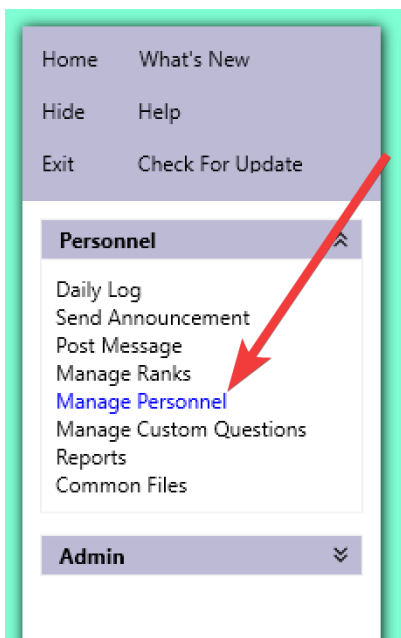 Home What's New
Hide Help
Exit Check For Update
Personnel
Daily Log
Send Announcement
Post Message
Manage Ranks
Manage Personnel
Manage Custom Questions
Reports
Common Files
Admin